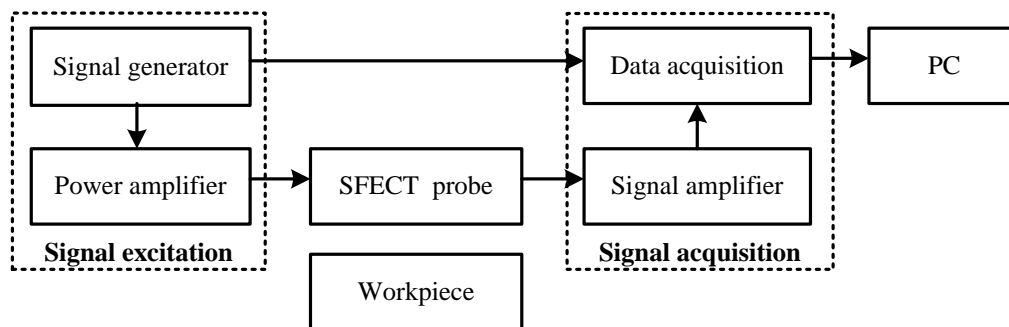 Signal generator
Data acquisition
PC
Power amplifier
SFECT probe
Signal amplifier
Signal excitation
Signal acquisition
Workpiece